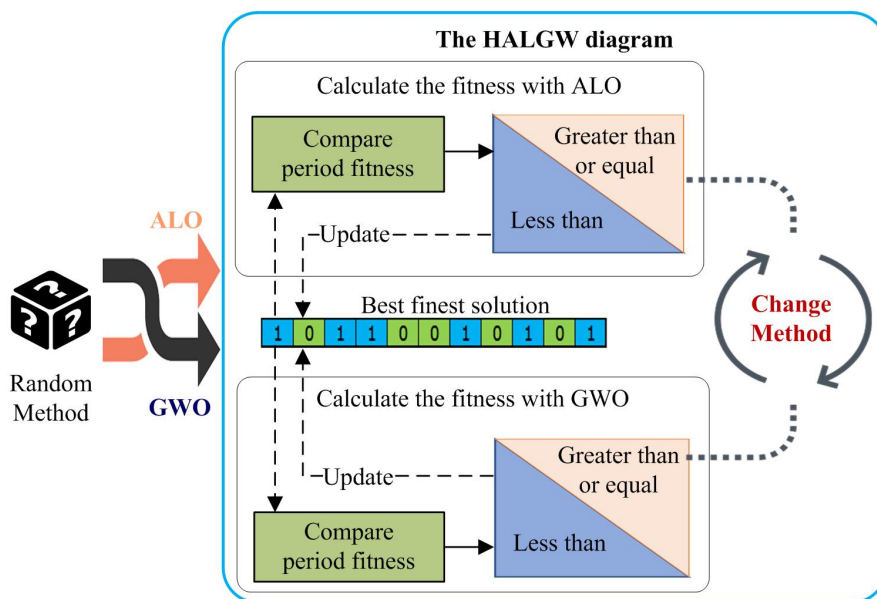 The HALGW diagram
Calculate the fitness with ALO
Compare
period fitness
Greater than
or equal
Less than
Update
ALO
Best finest solution
1 0 1 1 0 0 1 0 1 0 1
Change
Method
? ? ?
Random
Method
GWO
Calculate the fitness with GWO
Greater than
or equal
Update
Less than
Compare
period fitness